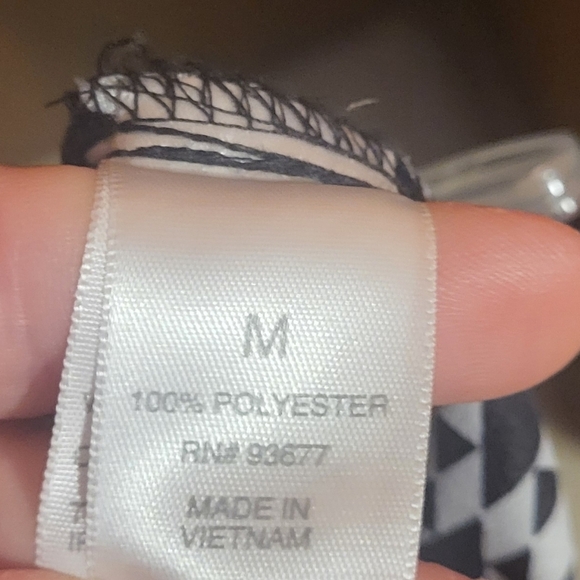 M
100% POLYESTER
RN# 93677
MADE IN
VIETNAM